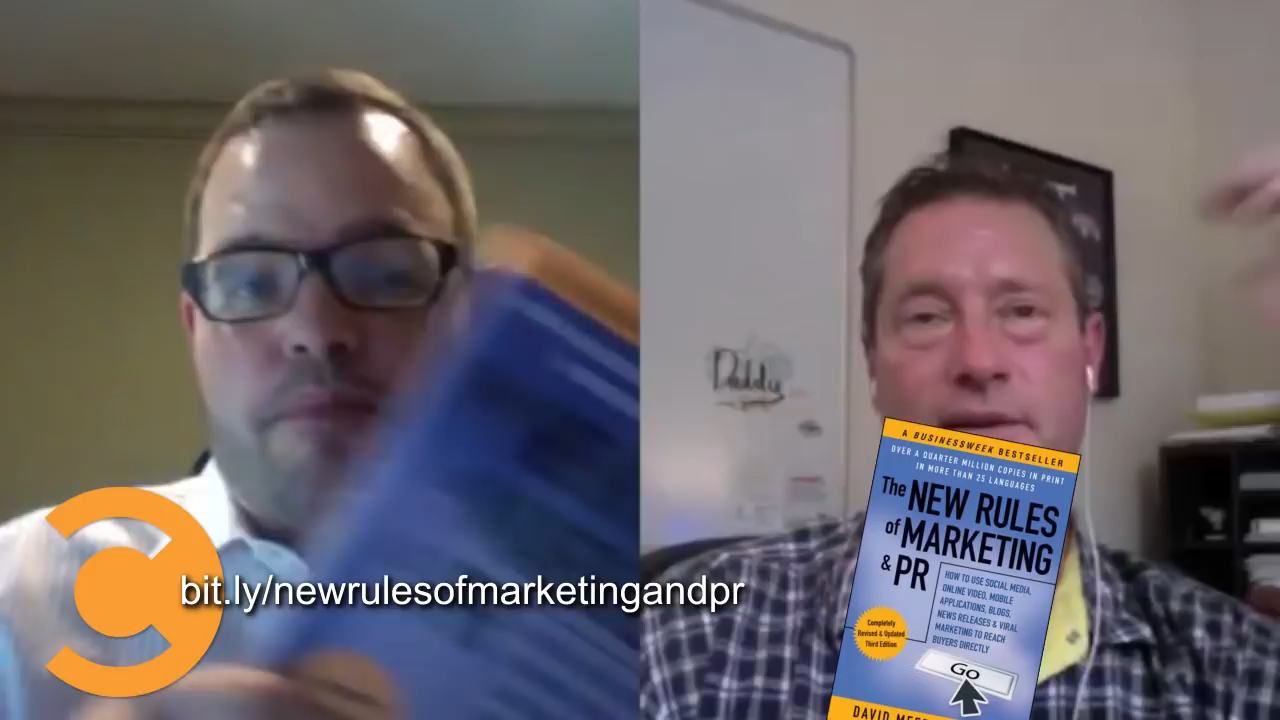 Daddy
A BUSINESSWEEK BESTSELLER
OVER A QUARTER MILLION COPIES IN PRINT
IN MORE THAN 25 LANGUAGES
The NEW RULES
of MARKETING
& PR
HOW TO USE SOCIAL MEDIA,
ONLINE VIDEO, MOBILE
APPLICATIONS, BLOGS,
NEWS RELEASES & VIRAL
MARKETING TO REACH
BUYERS DIRECTLY
Completely
Revised & Updated
Third Edition
GO
DAVID
bit.ly/newrulesofmarketingandpr